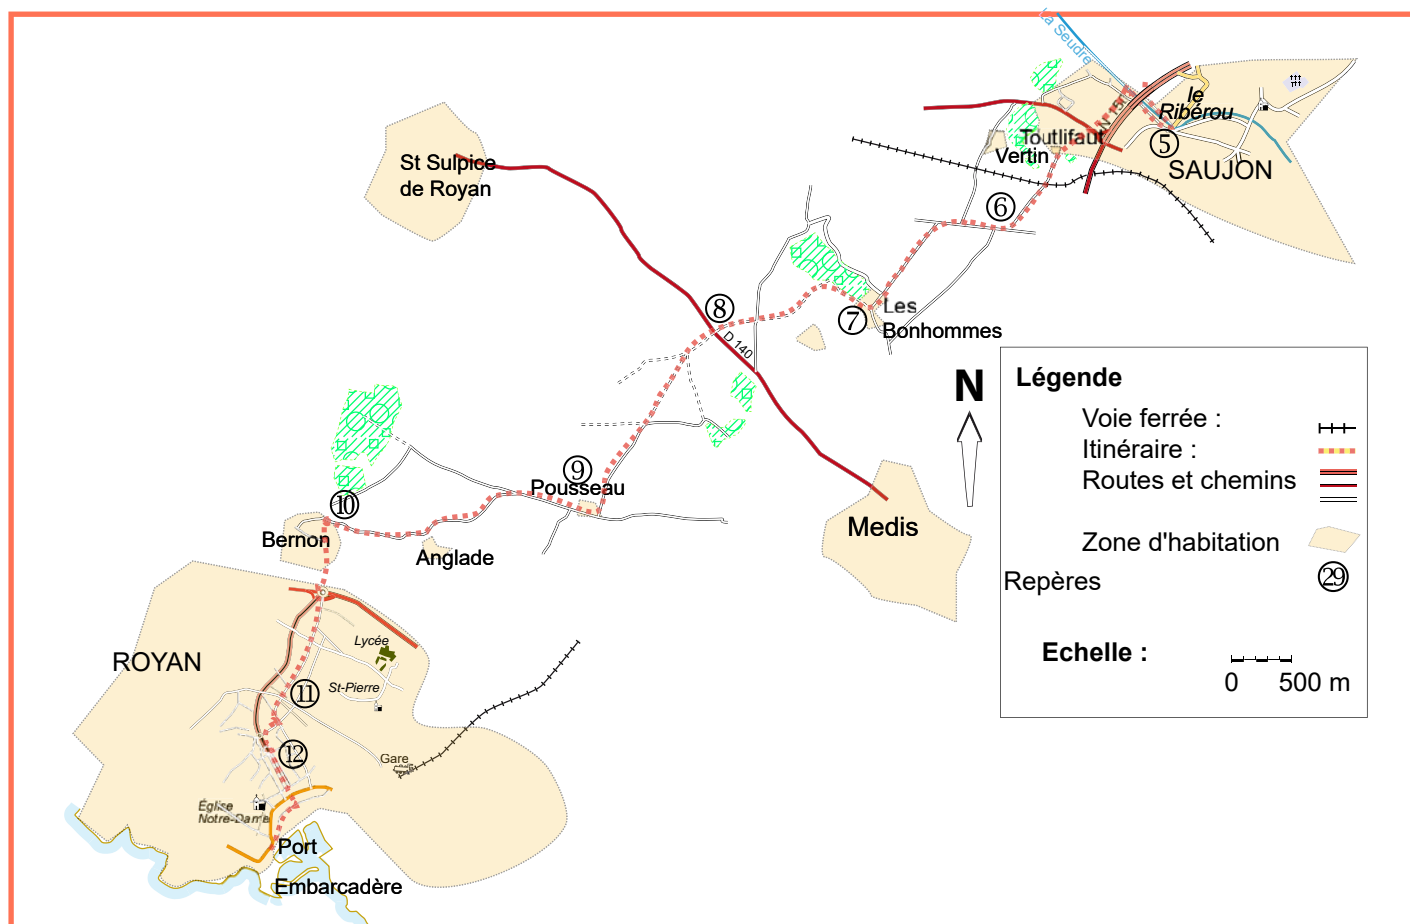 La Seudre
le
Ribérou
N 150
Toutlifaut
⑤
Vertin
SAUJON
St Sulpice
de Royan
⑥
⑧
⑦
Les
Bonhommes
D 140
N
Légende
Voie ferrée :
Itinéraire :
Routes et chemins
Zone d'habitation
Repères
㉙
Echelle :
0 500 m
⑨
Pousseau
⑩
Bernon
Anglade
Medis
ROYAN
Lycée
St-Pierre
⑪
⑫
Gare
Église
Notre-Dame
Port
Embarcadère